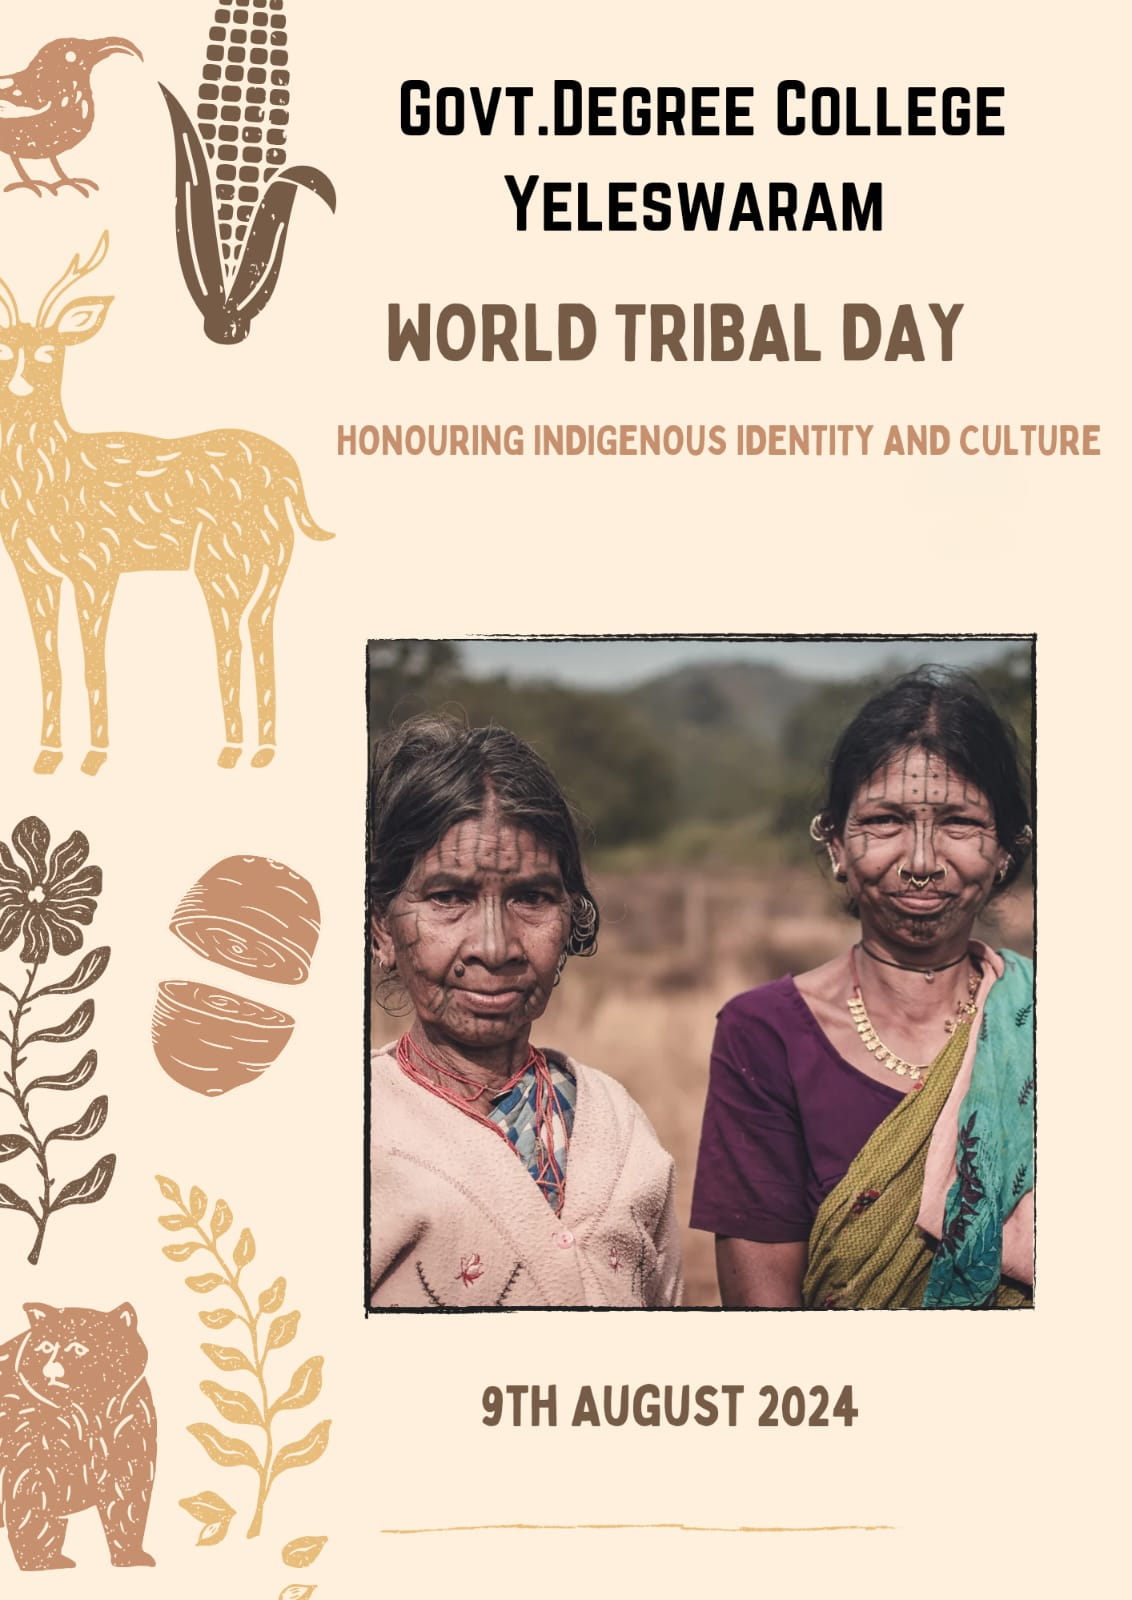 Govt.Degree College
Yeleswaram
WORLD TRIBAL DAY
HONOURING INDIGENOUS IDENTITY AND CULTURE
9TH AUGUST 2024